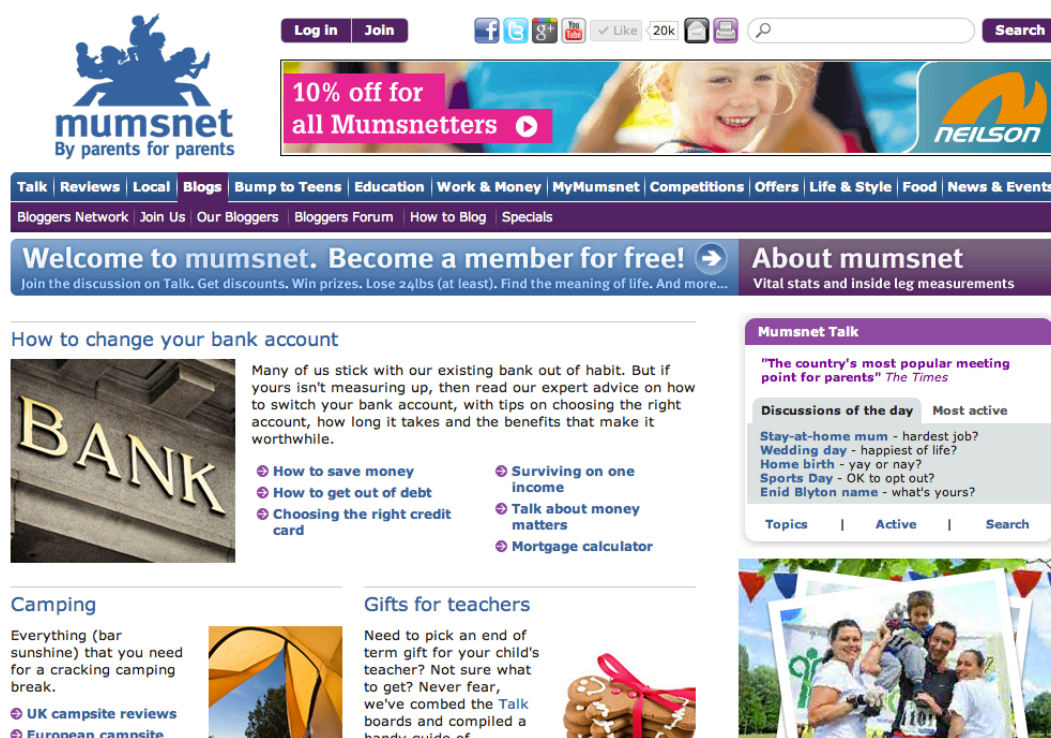 mumsnet
By parents for parents
Log in
Join
Like
20k
Search
10% off for
all Mumsnetters
NEILSON
Talk
Reviews
Local
Blogs
Bump to Teens
Education
Work & Money
MyMumsnet
Competitions
Offers
Life & Style
Food
News & Events
Bloggers Network
Join Us
Our Bloggers
Bloggers Forum
How to Blog
Specials
Welcome to mumsnet. Become a member for free!
Join the discussion on Talk. Get discounts. Win prizes. Lose 24lbs (at least). Find the meaning of life. And more...
About mumsnet
Vital stats and inside leg measurements
How to change your bank account
BANK
Many of us stick with our existing bank out of habit. But if
yours isn't measuring up, then read our expert advice on how
to switch your bank account, with tips on choosing the right
account, how long it takes and the benefits that make it
worthwhile.
How to save money
How to get out of debt
Choosing the right credit
card
Surviving on one
income
Talk about money
matters
Mortgage calculator
Mumsnet Talk
"The country's most popular meeting
point for parents" The Times
Discussions of the day
Most active
Stay-at-home mum - hardest job?
Wedding day - happiest of life?
Home birth - yay or nay?
Sports Day - OK to opt out?
Enid Blyton name - what's yours?
Topics | Active | Search
Camping
Everything (bar
sunshine) that you need
for a cracking camping
break.
UK campsite reviews
European campsite
Gifts for teachers
Need to pick an end of
term gift for your child's
teacher? Not sure what
to get? Never fear,
we've combed the Talk
boards and compiled a
handy guide of